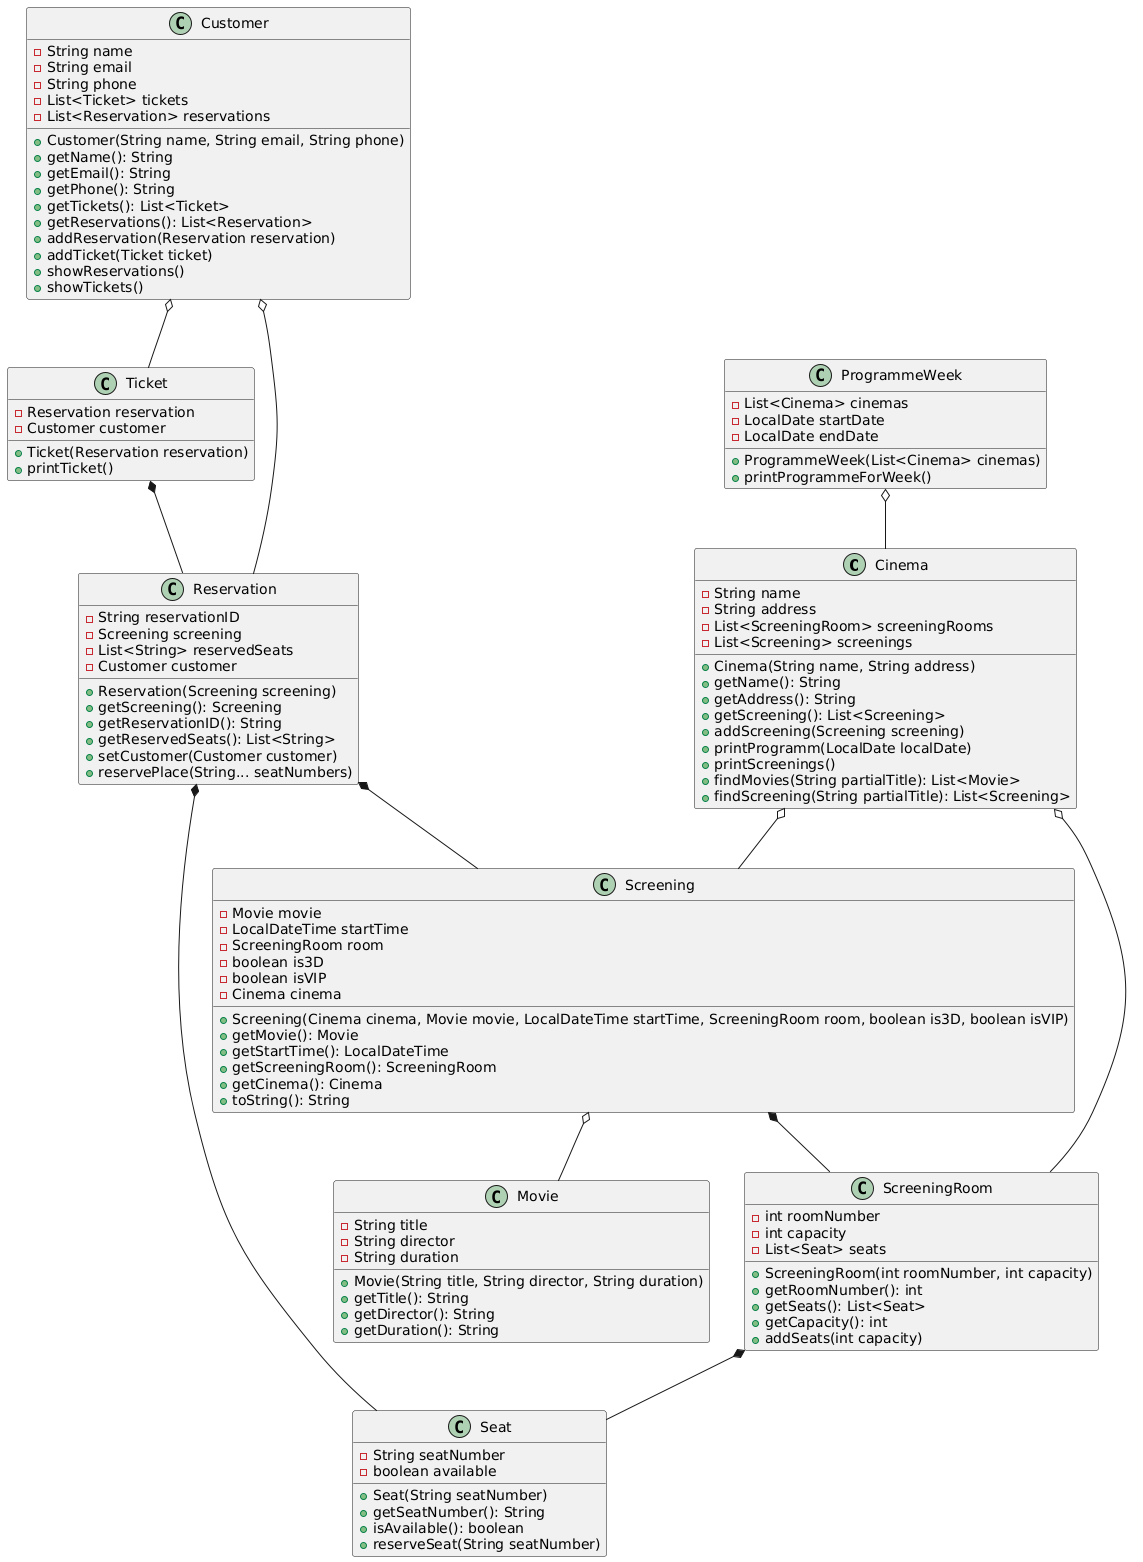 C Customer
String name
String email
String phone
List<Ticket> tickets
List<Reservation> reservations
Customer(String name, String email, String phone)
getName(): String
getEmail(): String
getPhone(): String
getTickets(): List<Ticket>
getReservations(): List<Reservation>
addReservation(Reservation reservation)
addTicket(Ticket ticket)
showReservations()
showTickets()
C Ticket
Reservation reservation
Customer customer
Ticket(Reservation reservation)
printTicket()
C ProgrammeWeek
List<Cinema> cinemas
LocalDate startDate
LocalDate endDate
ProgrammeWeek(List<Cinema> cinemas)
printProgrammeForWeek()
C Reservation
String reservationID
Screening screening
List<String> reservedSeats
Customer customer
Reservation(Screening screening)
getScreening(): Screening
getReservationID(): String
getReservedSeats(): List<String>
setCustomer(Customer customer)
reservePlace(String... seatNumbers)
C Cinema
String name
String address
List<ScreeningRoom> screeningRooms
List<Screening> screenings
Cinema(String name, String address)
getName(): String
getAddress(): String
getScreening(): List<Screening>
addScreening(Screening screening)
printProgramm(LocalDate localDate)
printScreenings()
findMovies(String partialTitle): List<Movie>
findScreening(String partialTitle): List<Screening>
C Screening
Movie movie
LocalDateTime startTime
ScreeningRoom room
boolean is3D
boolean isVIP
Cinema cinema
Screening(Cinema cinema, Movie movie, LocalDateTime startTime, ScreeningRoom room, boolean is3D, boolean isVIP)
getMovie(): Movie
getStartTime(): LocalDateTime
getScreeningRoom(): ScreeningRoom
getCinema(): Cinema
toString(): String
C Movie
String title
String director
String duration
Movie(String title, String director, String duration)
getTitle(): String
getDirector(): String
getDuration(): String
C ScreeningRoom
int roomNumber
int capacity
List<Seat> seats
ScreeningRoom(int roomNumber, int capacity)
getRoomNumber(): int
getSeats(): List<Seat>
getCapacity(): int
addSeats(int capacity)
C Seat
String seatNumber
boolean available
Seat(String seatNumber)
getSeatNumber(): String
isAvailable(): boolean
reserveSeat(String seatNumber)